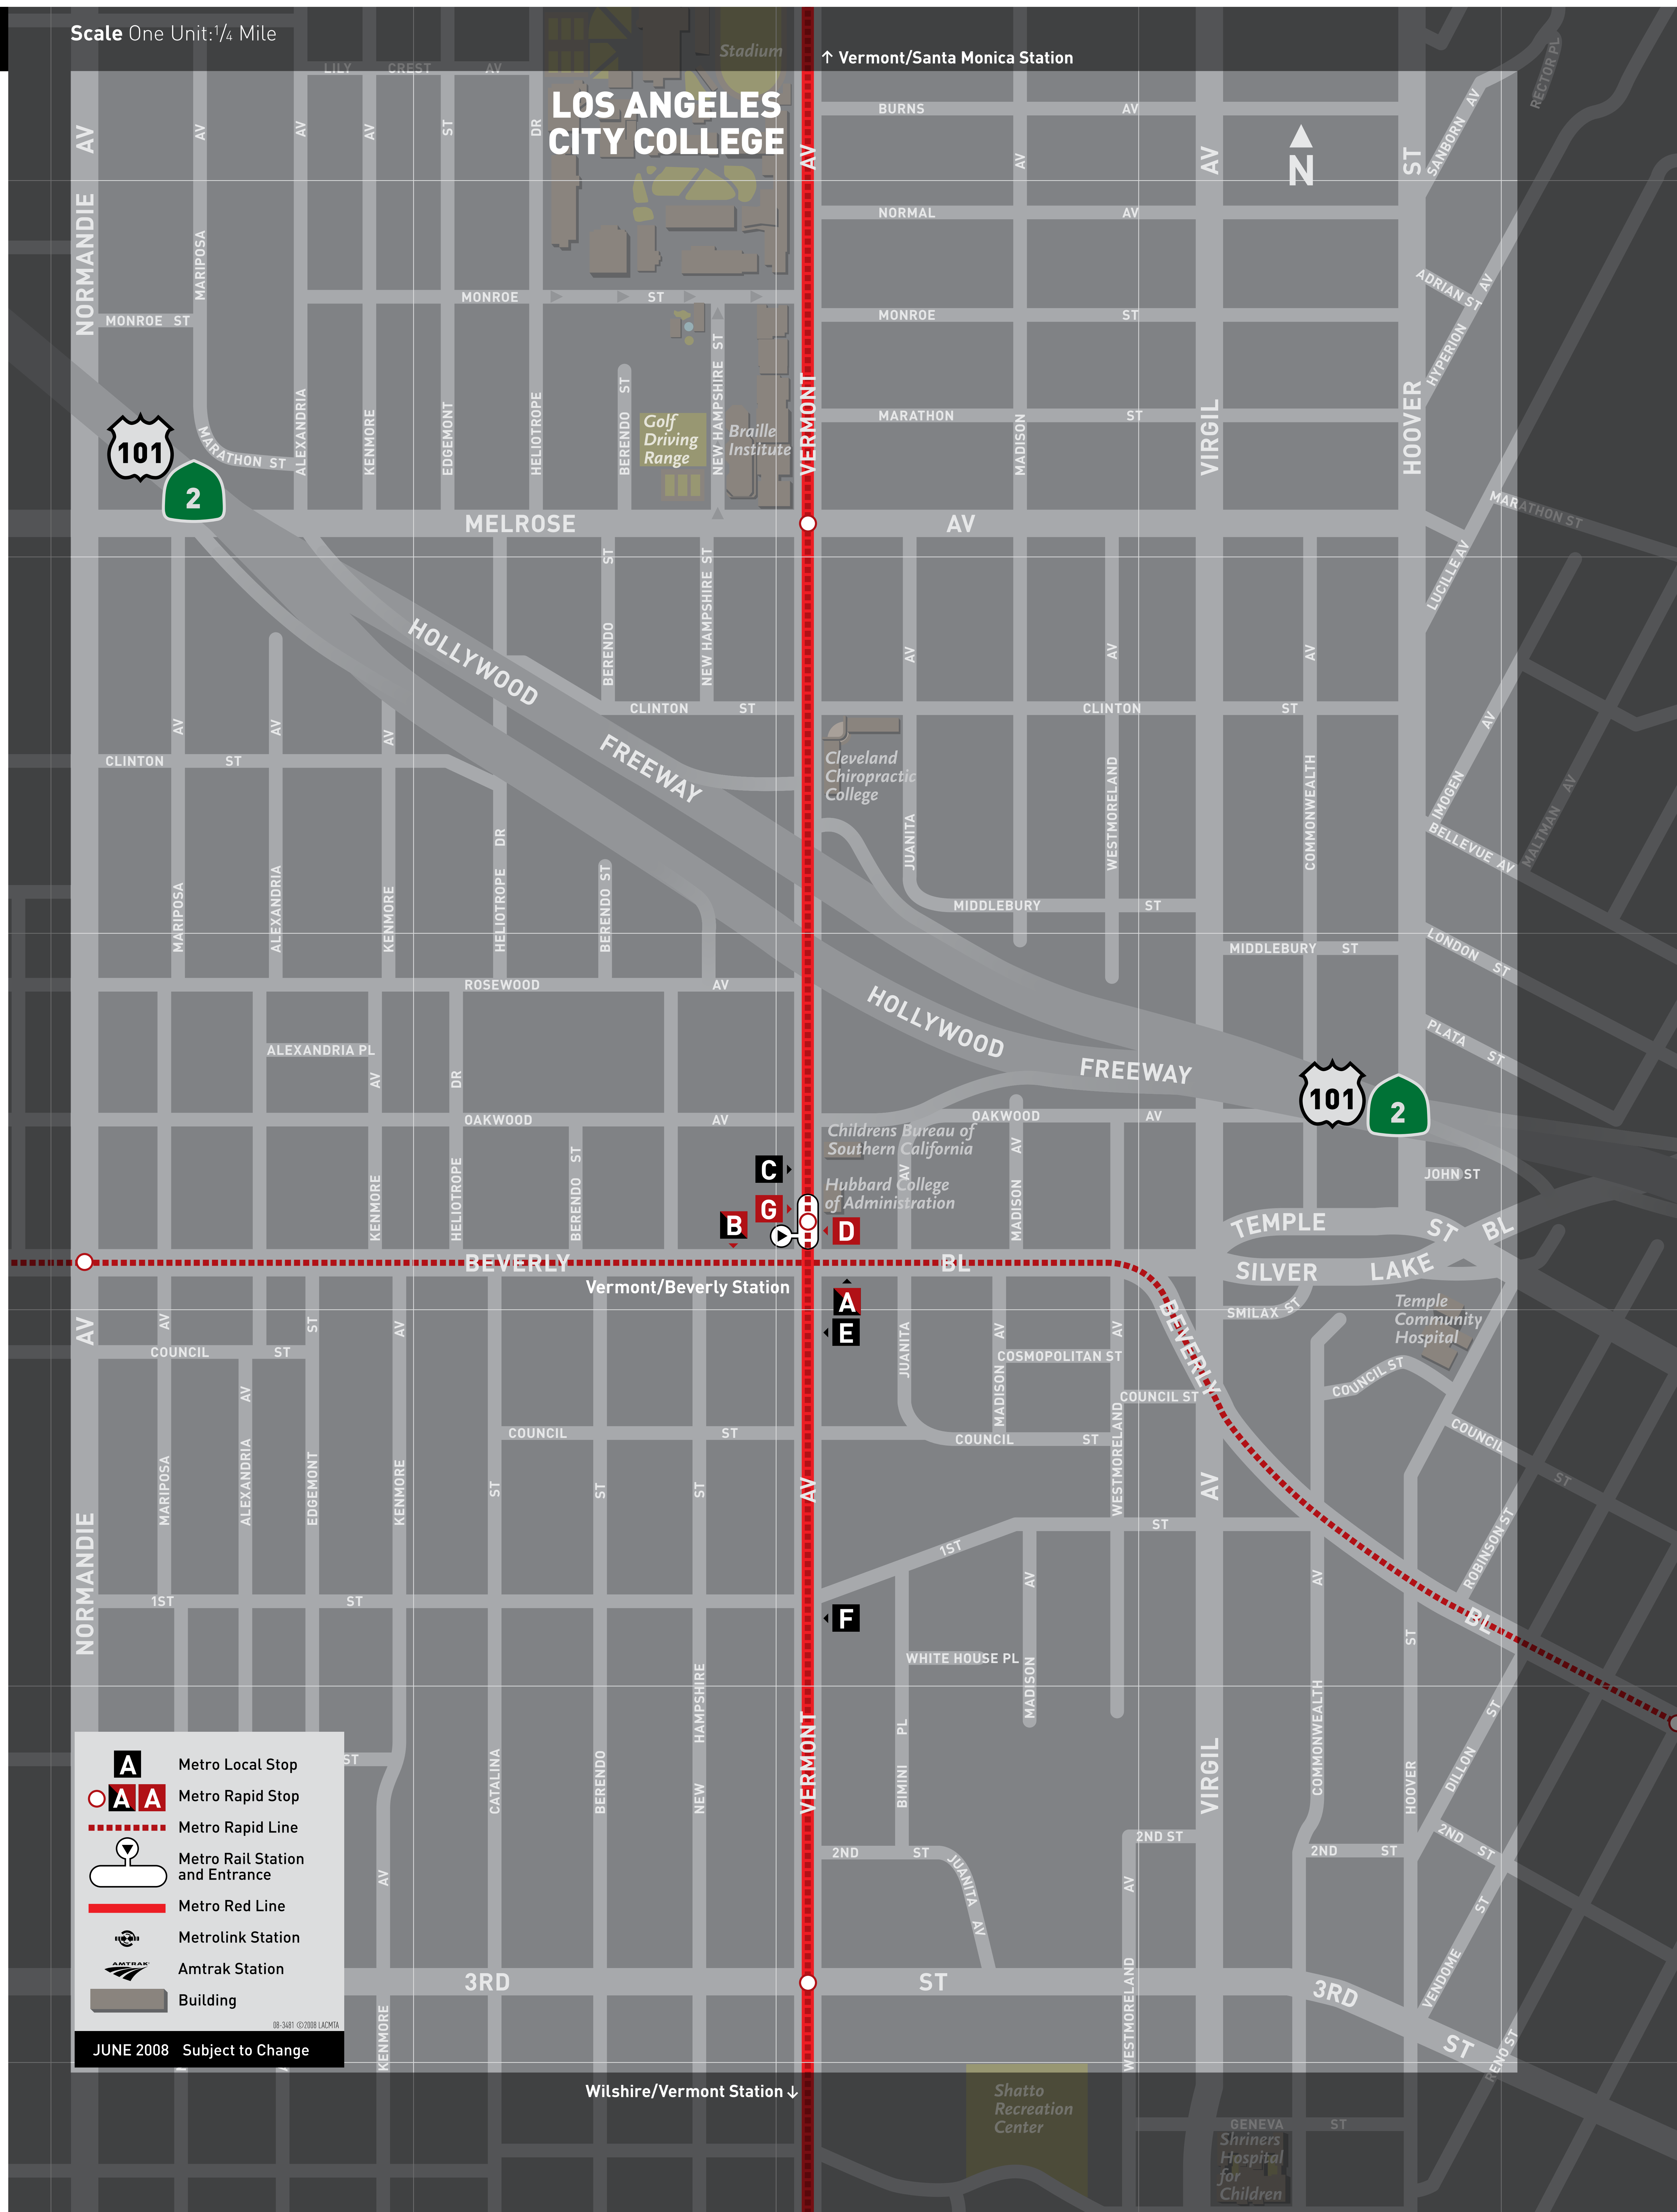 Scale One Unit:1/4 Mile
Stadium
↑ Vermont/Santa Monica Station
LILY CREST AV
LOS ANGELES
CITY COLLEGE
BURNS AV
NORMAL AV
MONROE ST
MONROE ST
MONROE ST
MARATHON ST
MARATHON ST
MARATHON ST
N
NORMANDIE AV
MARIPOSA AV
ALEXANDRIA AV
KENMORE AV
EDGEMONT ST
HELIOTROPE DR
BERENDO ST
NEW HAMPSHIRE ST
VERMONT AV
MADISON AV
VIRGIL AV
HOOVER ST
SANBORN AV
RECTOR PL
ADRIAN ST
HYPERION AV
LUCILLE AV
Golf
Driving
Range
Braille
Institute
101
2
MELROSE AV
HOLLYWOOD FREEWAY
BERENDO ST
NEW HAMPSHIRE ST
CLINTON ST
CLINTON ST
CLINTON ST
Cleveland
Chiropractic
College
JUANITA AV
WESTMORELAND AV
COMMONWEALTH AV
IMOGEN AV
BELLEVUE AV
MALTMAN AV
MARIPOSA AV
ALEXANDRIA AV
KENMORE AV
HELIOTROPE DR
BERENDO ST
MIDDLEBURY ST
MIDDLEBURY ST
LONDON ST
PLATA ST
ROSEWOOD AV
HOLLYWOOD FREEWAY
ALEXANDRIA PL
101
2
OAKWOOD AV
OAKWOOD AV
KENMORE AV
HELIOTROPE DR
BERENDO ST
Childrens Bureau of
Southern California
Hubbard College
of Administration
AV
MADISON AV
JOHN ST
C
G
B
D
TEMPLE ST
SILVER LAKE BL
BEVERLY BL
Vermont/Beverly Station
A
E
SMILAX ST
Temple
Community
Hospital
BEVERLY BL
COUNCIL ST
COSMOPOLITAN ST
COUNCIL ST
COUNCIL ST
COUNCIL ST
COUNCIL ST
COUNCIL ST
NORMANDIE AV
MARIPOSA AV
ALEXANDRIA AV
EDGEMONT ST
KENMORE AV
CATALINA ST
BERENDO ST
NEW HAMPSHIRE ST
VERMONT AV
JUANITA
MADISON AV
WESTMORELAND AV
VIRGIL AV
COMMONWEALTH AV
HOOVER ST
ROBINSON ST
1ST ST
1ST ST
F
WHITE HOUSE PL
BIMINI PL
MADISON AV
DILLON ST
2ND ST
2ND ST
2ND ST
2ND ST
JUANITA AV
WESTMORELAND AV
VENDOME ST
KENMORE AV
ST
3RD ST
3RD ST
RENO ST
A Metro Local Stop
A A Metro Rapid Stop
Metro Rapid Line
Metro Rail Station
and Entrance
Metro Red Line
Metrolink Station
AMTRAK Amtrak Station
Building
08-3481 ©2008 LACMTA
JUNE 2008 Subject to Change
Wilshire/Vermont Station ↓
Shatto
Recreation
Center
GENEVA ST
Shriners
Hospital
for
Children